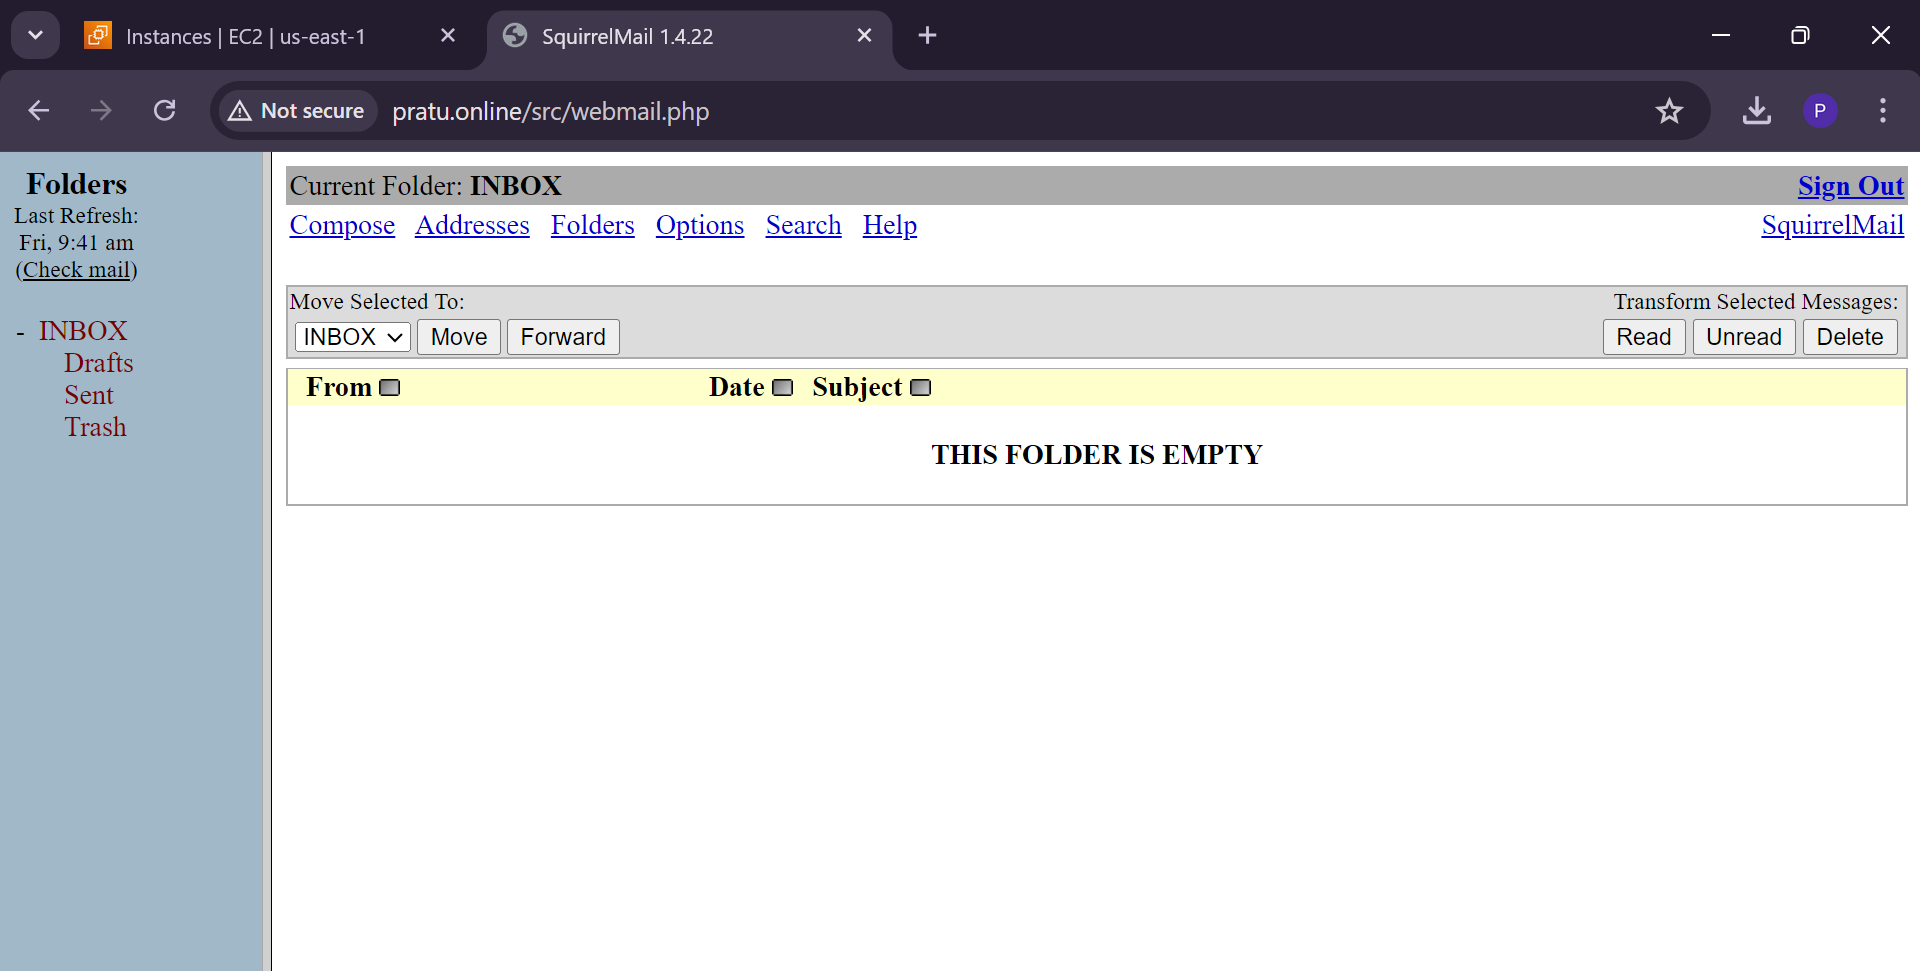 Instances | EC2 | us-east-1
SquirrelMail 1.4.22
Not secure
pratu.online/src/webmail.php
P
Folders
Last Refresh:
Fri, 9:41 am
(Check mail)
- INBOX
Drafts
Sent
Trash
Current Folder: INBOX
Sign Out
Compose Addresses Folders Options Search Help
SquirrelMail
Move Selected To:
Transform Selected Messages:
INBOX Move Forward
Read Unread Delete
From Date Subject
THIS FOLDER IS EMPTY